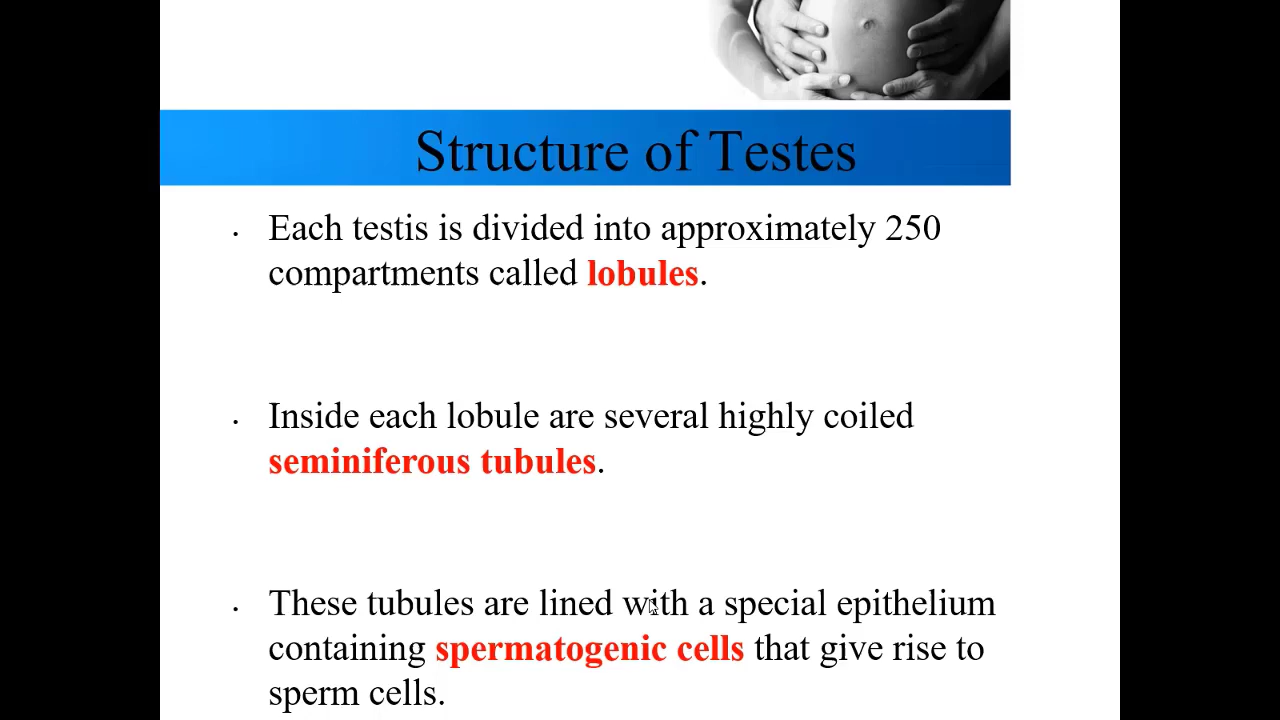 Structure of Testes
• Each testis is divided into approximately 250
compartments called lobules.
• Inside each lobule are several highly coiled
seminiferous tubules.
• These tubules are lined with a special epithelium
containing spermatogenic cells that give rise to
sperm cells.